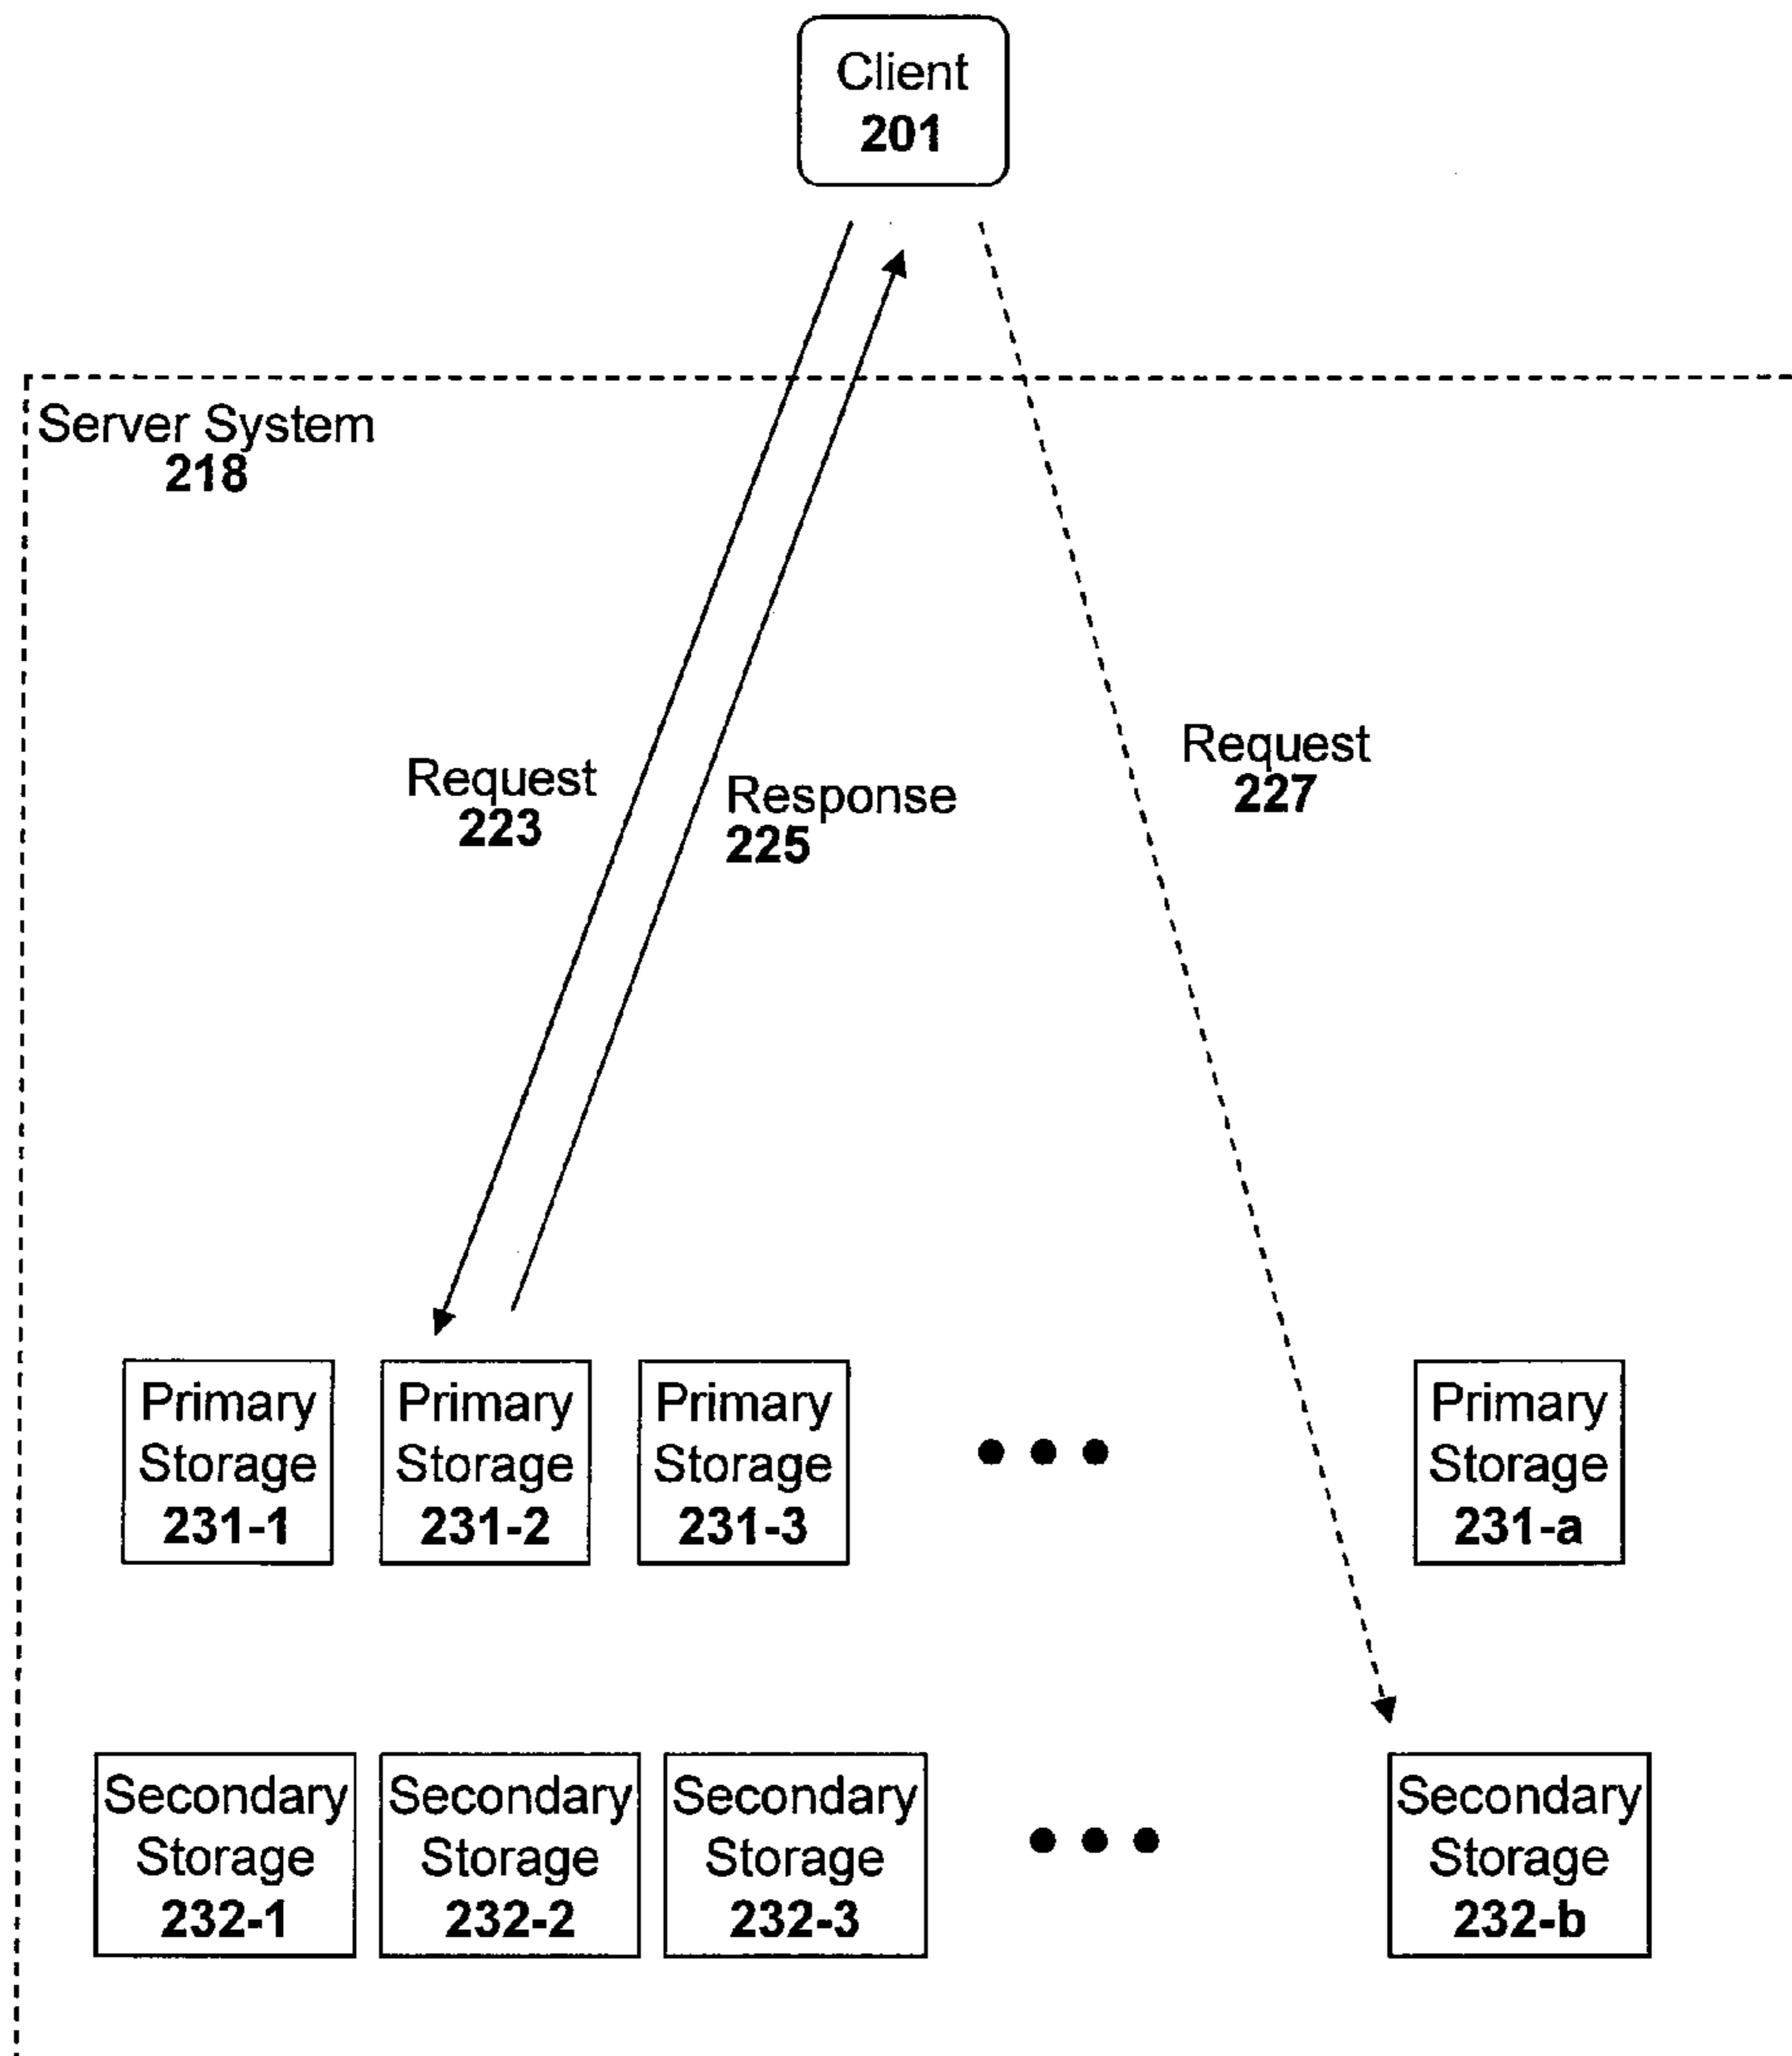 Client
201
Server System
218
Request
223
Response
225
Request
227
Primary
Storage
231-1
Primary
Storage
231-2
Primary
Storage
231-3
Primary
Storage
231-a
Secondary
Storage
232-1
Secondary
Storage
232-2
Secondary
Storage
232-3
Secondary
Storage
232-b